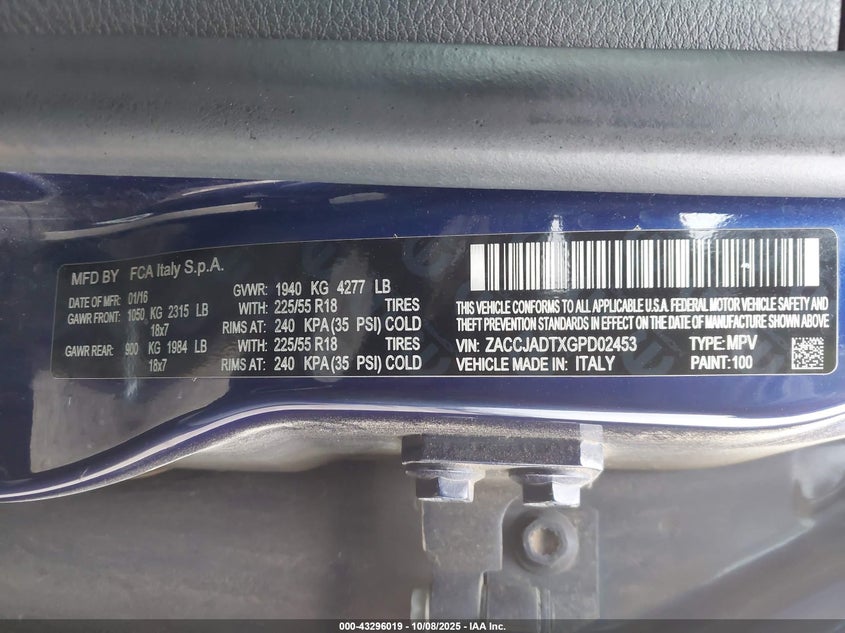 MFD BY FCA Italy S.p.A.
DATE OF MFR: 01/16 GVWR: 1940 KG 4277 LB
GAWR FRONT: 1050 KG 2315 LB WITH: 225/55 R18 TIRES
18x7 RIMS AT: 240 KPA (35 PSI) COLD
GAWR REAR: 900 KG 1984 LB WITH: 225/55 R18 TIRES
18x7 RIMS AT: 240 KPA (35 PSI) COLD
THIS VEHICLE CONFORMS TO ALL APPLICABLE U.S.A. FEDERAL MOTOR VEHICLE SAFETY AND
THEFT PREVENTION STANDARDS IN EFFECT ON THE DATE OF MANUFACTURE SHOWN ABOVE.
VIN: ZACCJADTXGPD02453 TYPE: MPV
VEHICLE MADE IN: ITALY PAINT: 100
000-43296019 - 10/08/2025 - IAA Inc.